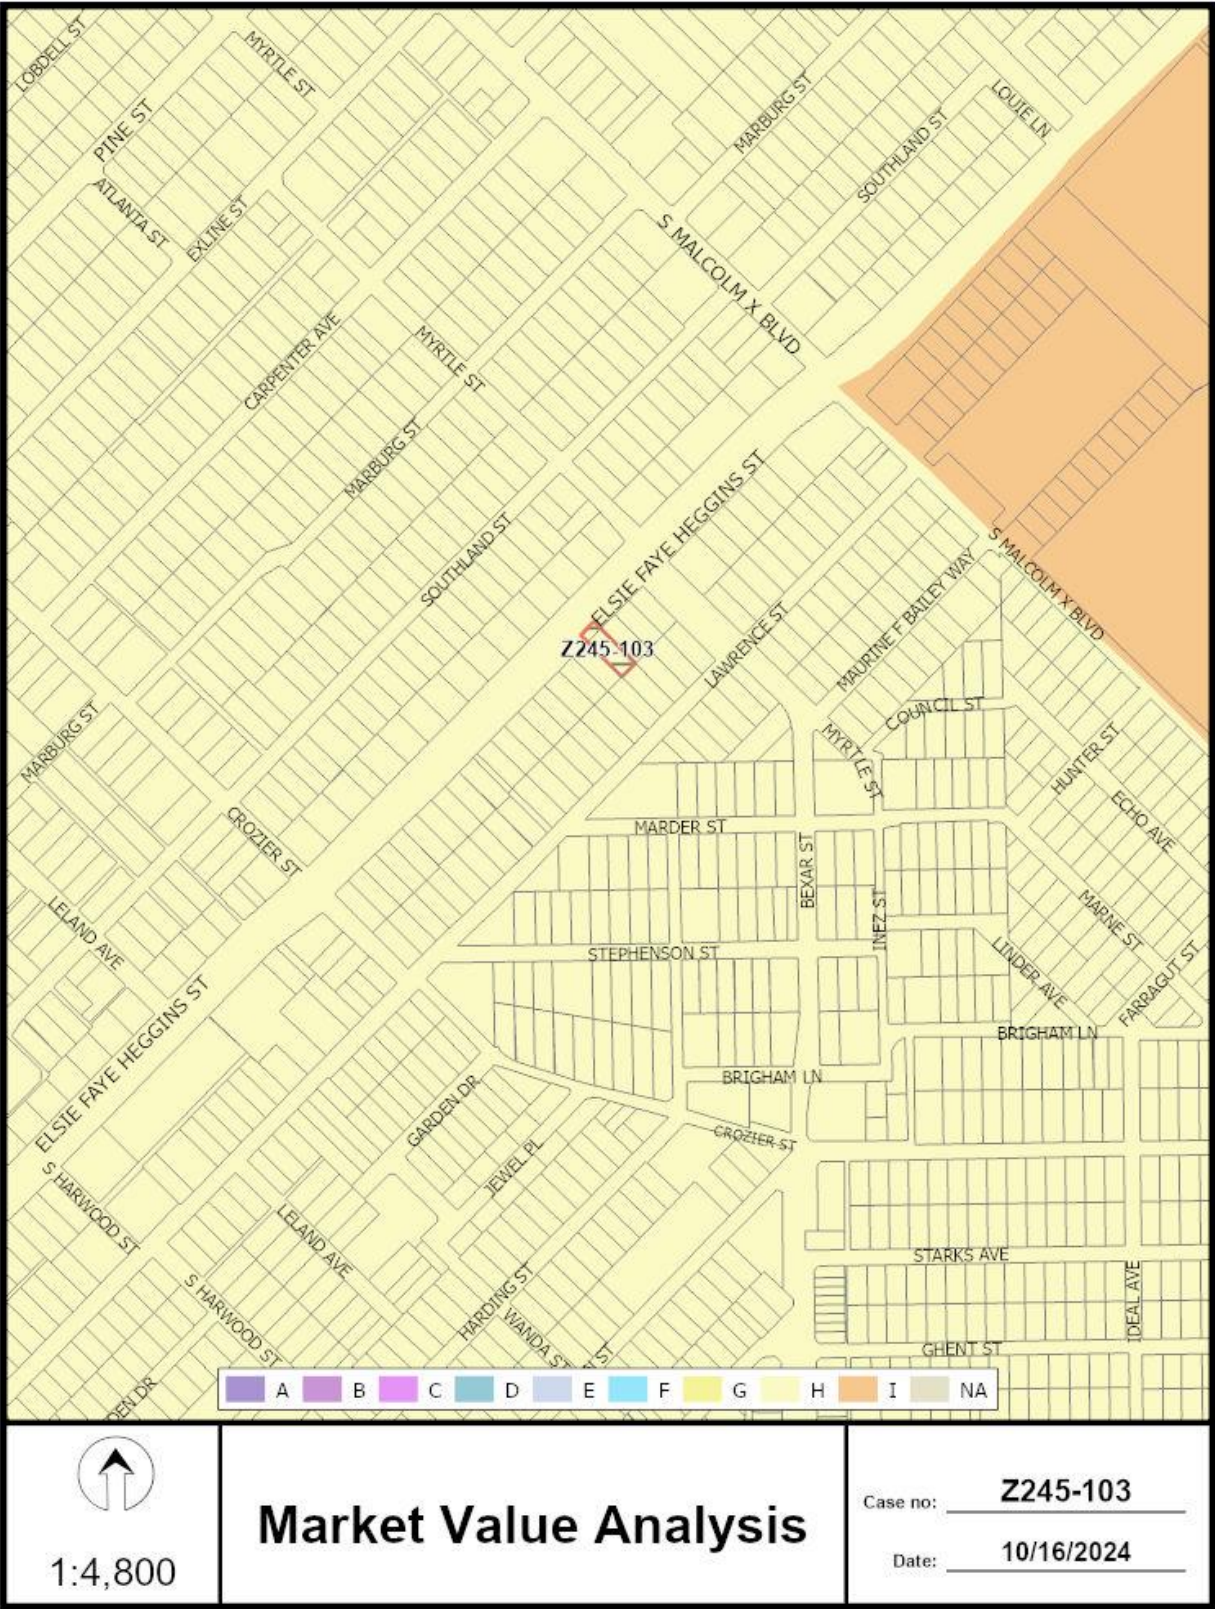 LOBDELL ST
MYRTLE ST
PINE ST
MARBURG ST
LOUIE LN
SOUTHLAND ST
ATLANTA ST
EXLINE ST
S MALCOLM X BLVD
CARPENTER AVE
MYRTLE ST
MARBURG ST
SOUTHLAND ST
ELSIE FAYE HEGGINS ST
S MALCOLM X BLVD
MAURINE F BAILEY WAY
LAWRENCE ST
Z245-103
COUNCIL ST
MARBURG ST
MYRTLE ST
HUNTER ST
ECHO AVE
CROZIER ST
MARDER ST
BEXAR ST
INEZ ST
LELAND AVE
MARNE ST
STEPHENSON ST
LINDER AVE
FARRAGUT ST
ELSIE FAYE HEGGINS ST
BRIGHAM LN
BRIGHAM LN
GARDEN DR
CROZIER ST
JEWEL PL
S HARWOOD ST
LELAND AVE
STARKS AVE
IDEAL AVE
S HARWOOD ST
HARDING ST
WANDA ST
ST
GHENT ST
DEN DR
A B C D E F G H I NA
1:4,800
Market Value Analysis
Case no: Z245-103
Date: 10/16/2024